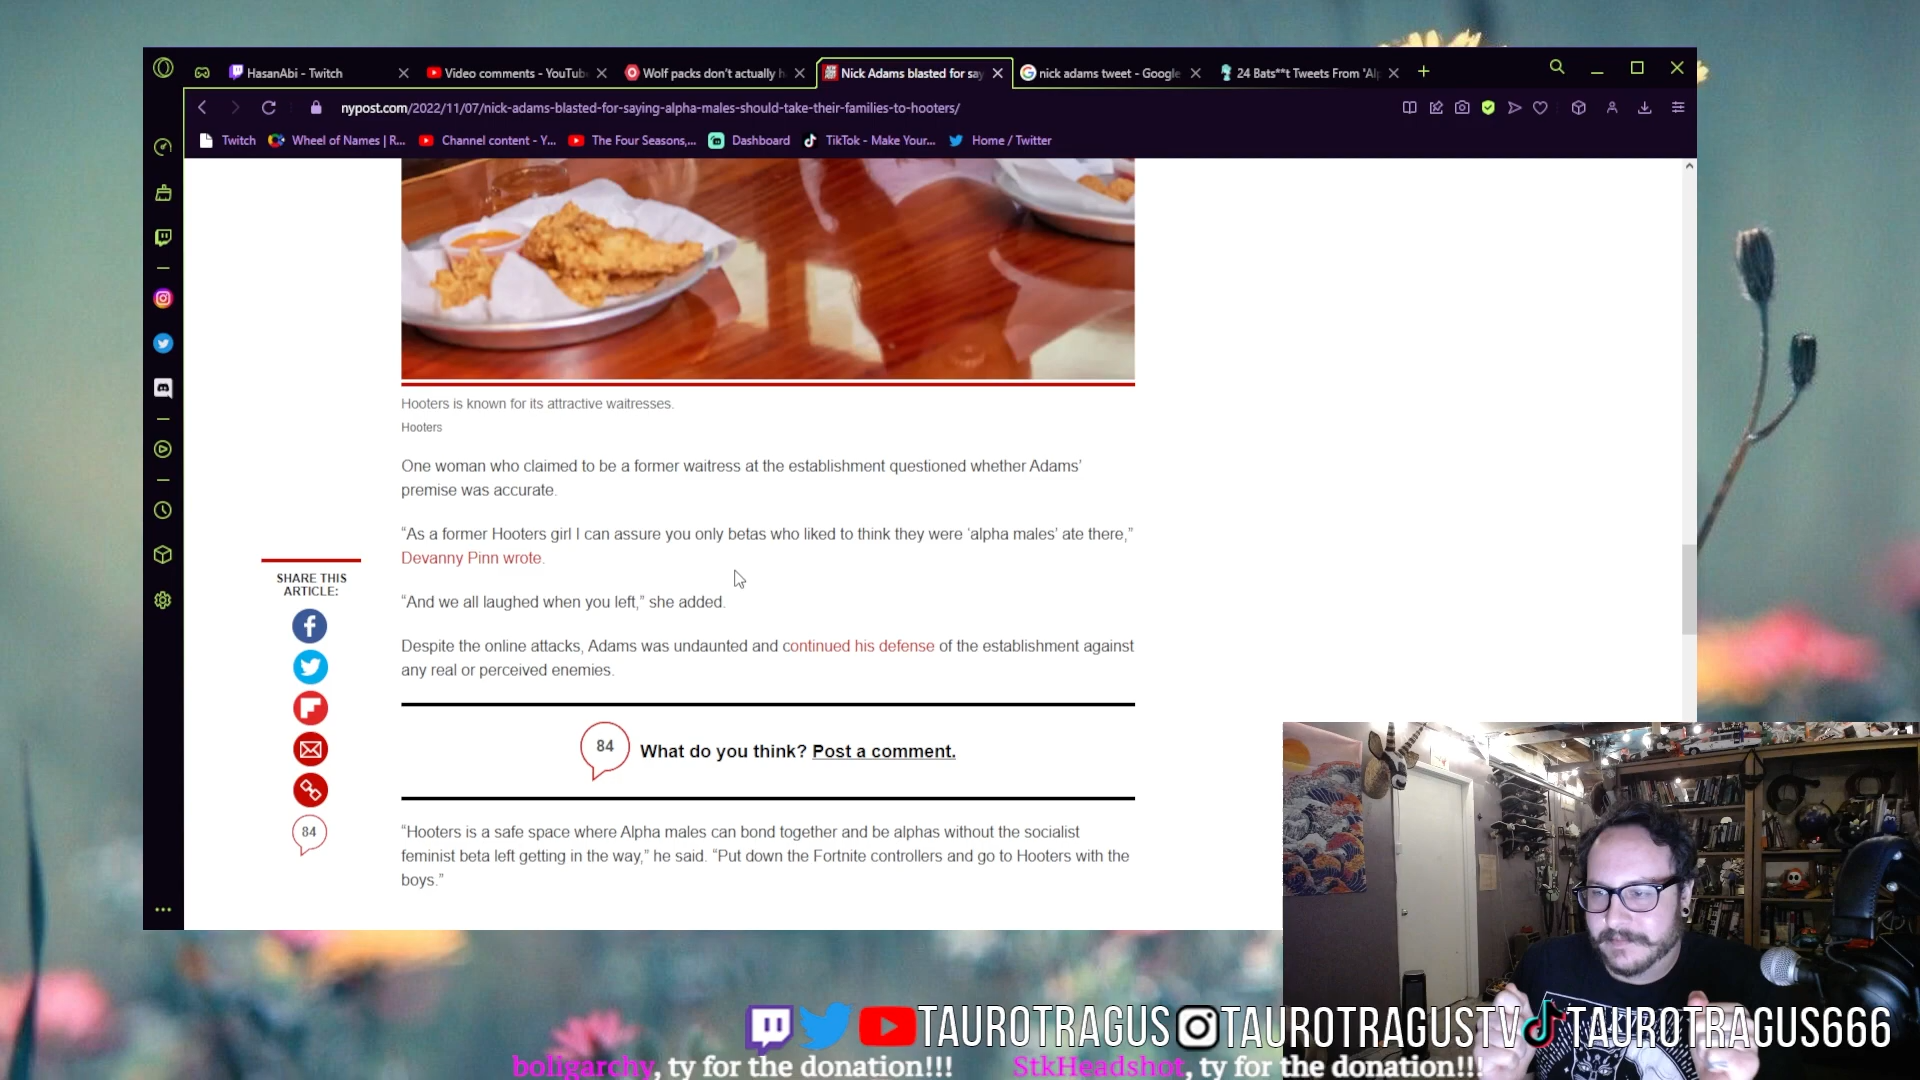 HasanAbi - Twitch
Video comments - YouTub
Wolf packs don't actually h
Nick Adams blasted for say
nick adams tweet - Google
24 Bats**t Tweets From 'Alp
nypost.com/2022/11/07/nick-adams-blasted-for-saying-alpha-males-should-take-their-families-to-hooters/
Twitch
Wheel of Names | R...
Channel content - Y...
The Four Seasons,...
Dashboard
TikTok - Make Your...
Home / Twitter
Hooters is known for its attractive waitresses.
Hooters
One woman who claimed to be a former waitress at the establishment questioned whether Adams'
premise was accurate.
“As a former Hooters girl I can assure you only betas who liked to think they were ‘alpha males’ ate there,”
Devanny Pinn wrote.
“And we all laughed when you left,” she added.
Despite the online attacks, Adams was undaunted and continued his defense of the establishment against
any real or perceived enemies.
SHARE THIS
ARTICLE:
84
84 What do you think? Post a comment.
“Hooters is a safe space where Alpha males can bond together and be alphas without the socialist
feminist beta left getting in the way,” he said. “Put down the Fortnite controllers and go to Hooters with the
boys.”
TAUROTRAGUS TAUROTRAGUSTV TAUROTRAGUS666
boligarchy, ty for the donation!!! StkHeadshot, ty for the donation!!!